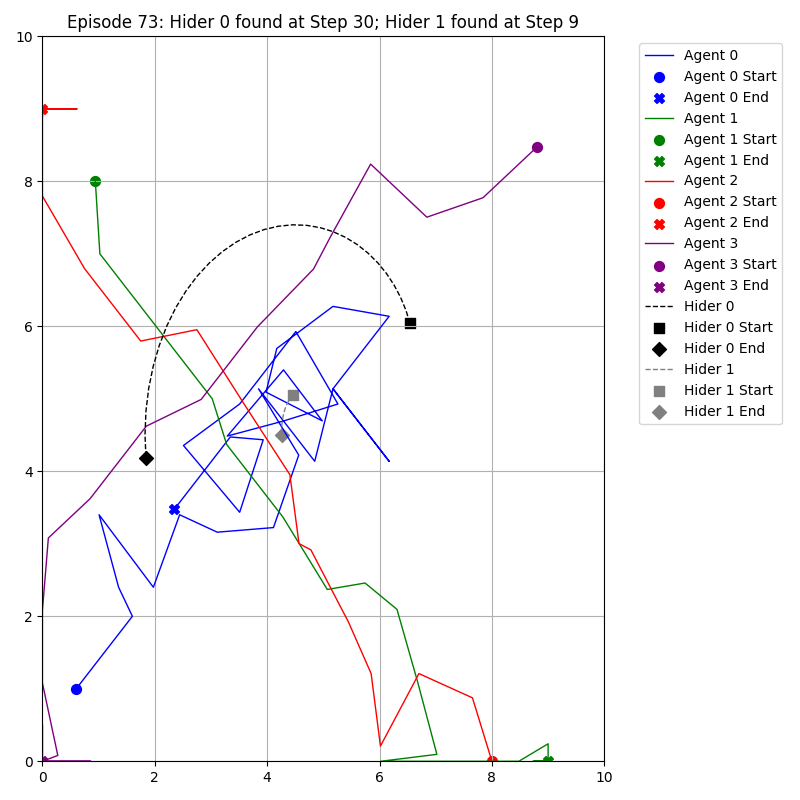 Episode 73: Hider 0 found at Step 30; Hider 1 found at Step 9
10
8
6
4
2
0
0
2
4
6
8
10
Agent 0
Agent 0 Start
Agent 0 End
Agent 1
Agent 1 Start
Agent 1 End
Agent 2
Agent 2 Start
Agent 2 End
Agent 3
Agent 3 Start
Agent 3 End
Hider 0
Hider 0 Start
Hider 0 End
Hider 1
Hider 1 Start
Hider 1 End